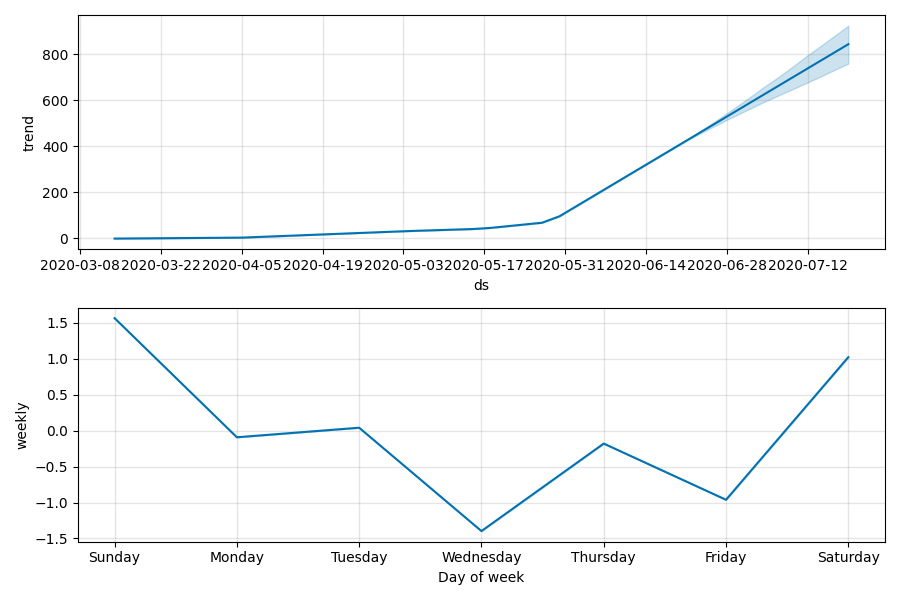 800
600
400
200
0
trend
2020-03-08 2020-03-22 2020-04-05 2020-04-19 2020-05-03 2020-05-17 2020-05-31 2020-06-14 2020-06-28 2020-07-12
ds
1.5
1.0
0.5
0.0
−0.5
−1.0
−1.5
weekly
Sunday Monday Tuesday Wednesday Thursday Friday Saturday
Day of week